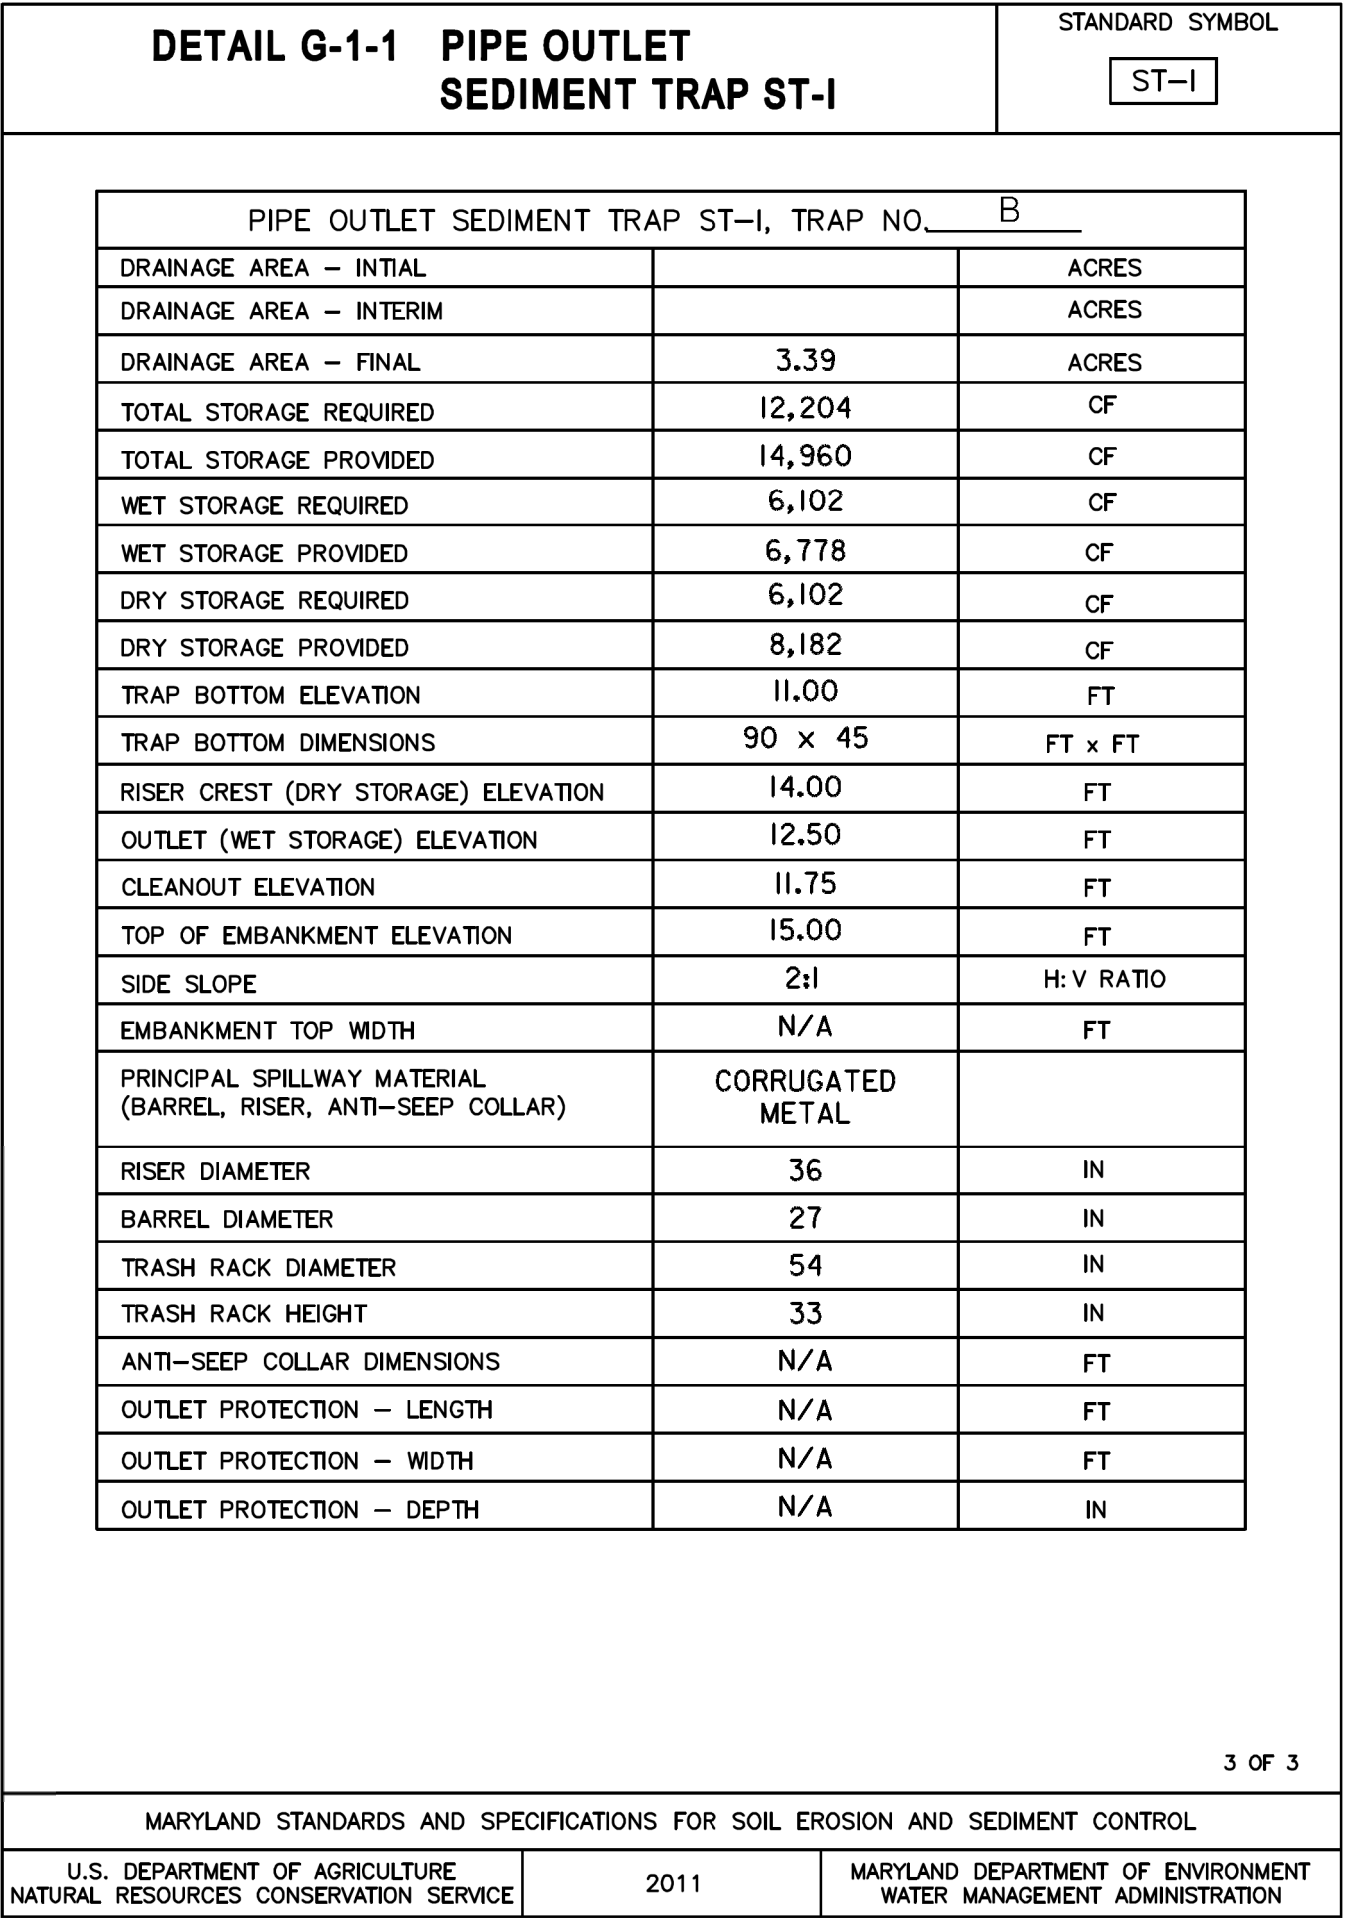 DETAIL G-1-1 PIPE OUTLET
SEDIMENT TRAP ST-I
STANDARD SYMBOL
ST-I
PIPE OUTLET SEDIMENT TRAP ST-I, TRAP NO. B
DRAINAGE AREA - INTIAL ACRES
DRAINAGE AREA - INTERIM ACRES
DRAINAGE AREA - FINAL 3.39 ACRES
TOTAL STORAGE REQUIRED 12,204 CF
TOTAL STORAGE PROVIDED 14,960 CF
WET STORAGE REQUIRED 6,102 CF
WET STORAGE PROVIDED 6,778 CF
DRY STORAGE REQUIRED 6,102 CF
DRY STORAGE PROVIDED 8,182 CF
TRAP BOTTOM ELEVATION 11.00 FT
TRAP BOTTOM DIMENSIONS 90 x 45 FT x FT
RISER CREST (DRY STORAGE) ELEVATION 14.00 FT
OUTLET (WET STORAGE) ELEVATION 12.50 FT
CLEANOUT ELEVATION 11.75 FT
TOP OF EMBANKMENT ELEVATION 15.00 FT
SIDE SLOPE 2:1 H:V RATIO
EMBANKMENT TOP WIDTH N/A FT
PRINCIPAL SPILLWAY MATERIAL
(BARREL, RISER, ANTI-SEEP COLLAR)
CORRUGATED
METAL
RISER DIAMETER 36 IN
BARREL DIAMETER 27 IN
TRASH RACK DIAMETER 54 IN
TRASH RACK HEIGHT 33 IN
ANTI-SEEP COLLAR DIMENSIONS N/A FT
OUTLET PROTECTION - LENGTH N/A FT
OUTLET PROTECTION - WIDTH N/A FT
OUTLET PROTECTION - DEPTH N/A IN
3 OF 3
MARYLAND STANDARDS AND SPECIFICATIONS FOR SOIL EROSION AND SEDIMENT CONTROL
U.S. DEPARTMENT OF AGRICULTURE
NATURAL RESOURCES CONSERVATION SERVICE
2011
MARYLAND DEPARTMENT OF ENVIRONMENT
WATER MANAGEMENT ADMINISTRATION